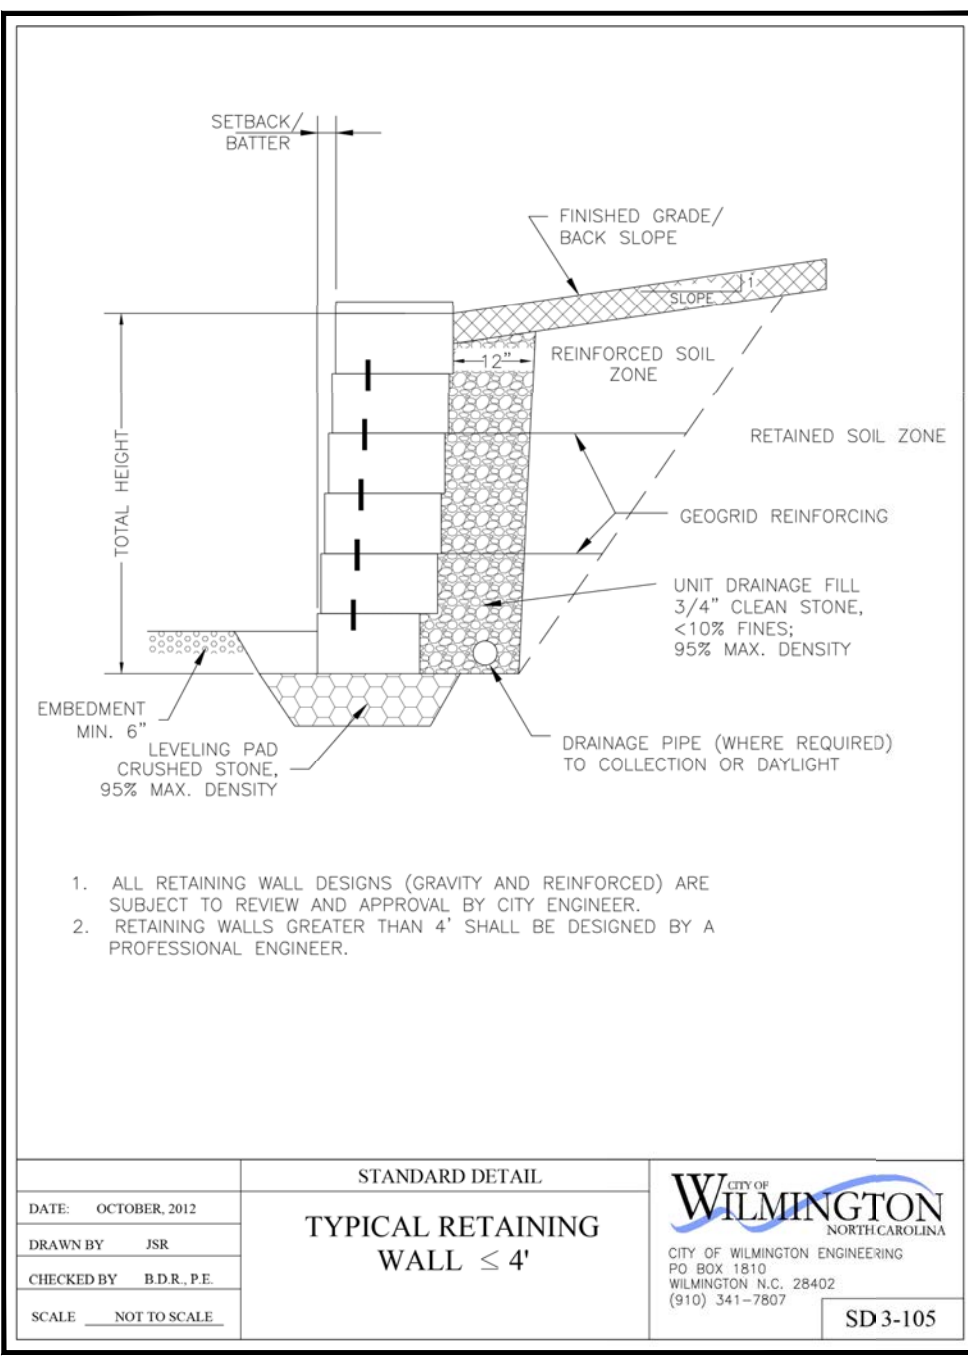 SETBACK/
BATTER
FINISHED GRADE/
BACK SLOPE
1
SLOPE
12"
REINFORCED SOIL
ZONE
RETAINED SOIL ZONE
TOTAL HEIGHT
GEOGRID REINFORCING
UNIT DRAINAGE FILL
3/4" CLEAN STONE,
<10% FINES;
95% MAX. DENSITY
EMBEDMENT
MIN. 6"
LEVELING PAD
CRUSHED STONE,
95% MAX. DENSITY
DRAINAGE PIPE (WHERE REQUIRED)
TO COLLECTION OR DAYLIGHT
1. ALL RETAINING WALL DESIGNS (GRAVITY AND REINFORCED) ARE
SUBJECT TO REVIEW AND APPROVAL BY CITY ENGINEER.
2. RETAINING WALLS GREATER THAN 4' SHALL BE DESIGNED BY A
PROFESSIONAL ENGINEER.
DATE: OCTOBER, 2012
DRAWN BY JSR
CHECKED BY B.D.R., P.E.
SCALE NOT TO SCALE
STANDARD DETAIL
TYPICAL RETAINING
WALL ≤ 4'
CITY OF
WILMINGTON
NORTH CAROLINA
CITY OF WILMINGTON ENGINEERING
PO BOX 1810
WILMINGTON N.C. 28402
(910) 341-7807
SD 3-105